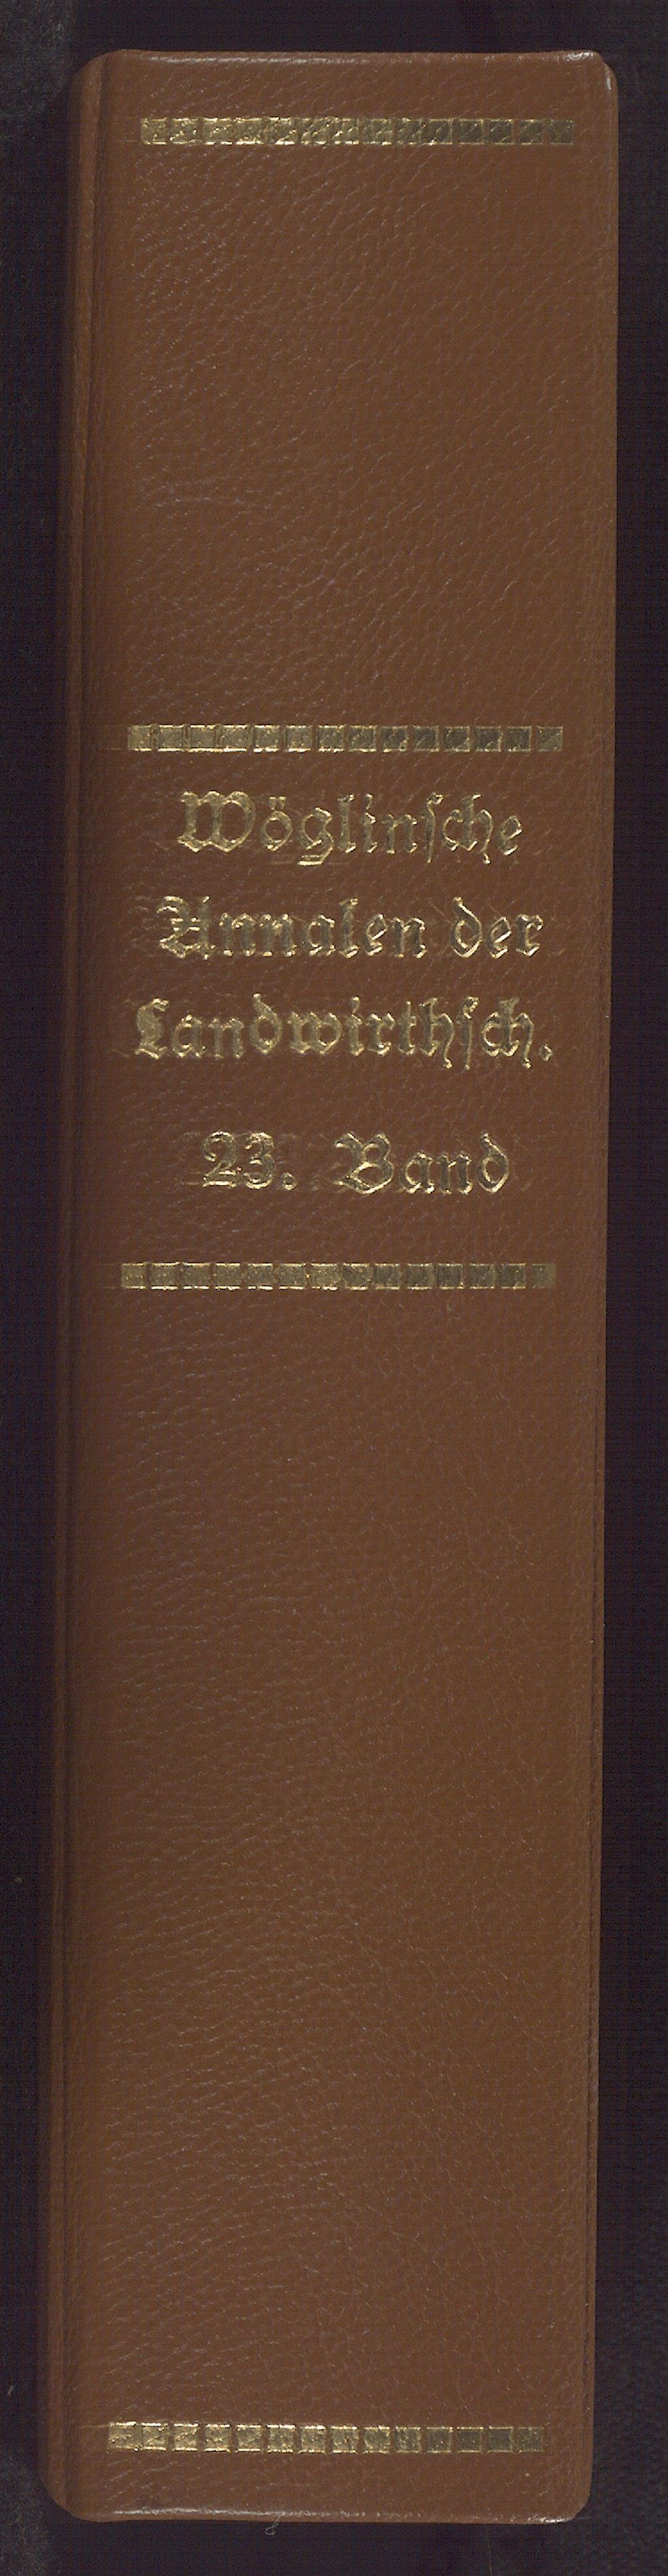 Möglinſche
Annalen der
Landwirthſch.
23. Band